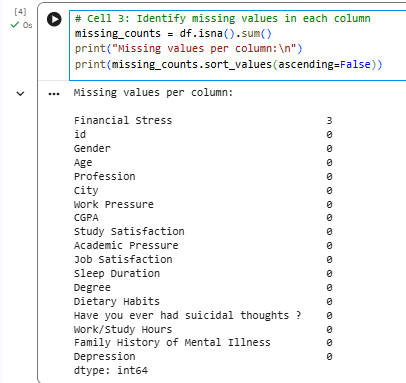 [4]
0s
# Cell 3: Identify missing values in each column
missing_counts = df.isna().sum()
print("Missing values per column:\n")
print(missing_counts.sort_values(ascending=False))
Missing values per column:
Financial Stress 3
id 0
Gender 0
Age 0
Profession 0
City 0
Work Pressure 0
CGPA 0
Study Satisfaction 0
Academic Pressure 0
Job Satisfaction 0
Sleep Duration 0
Degree 0
Dietary Habits 0
Have you ever had suicidal thoughts ? 0
Work/Study Hours 0
Family History of Mental Illness 0
Depression 0
dtype: int64